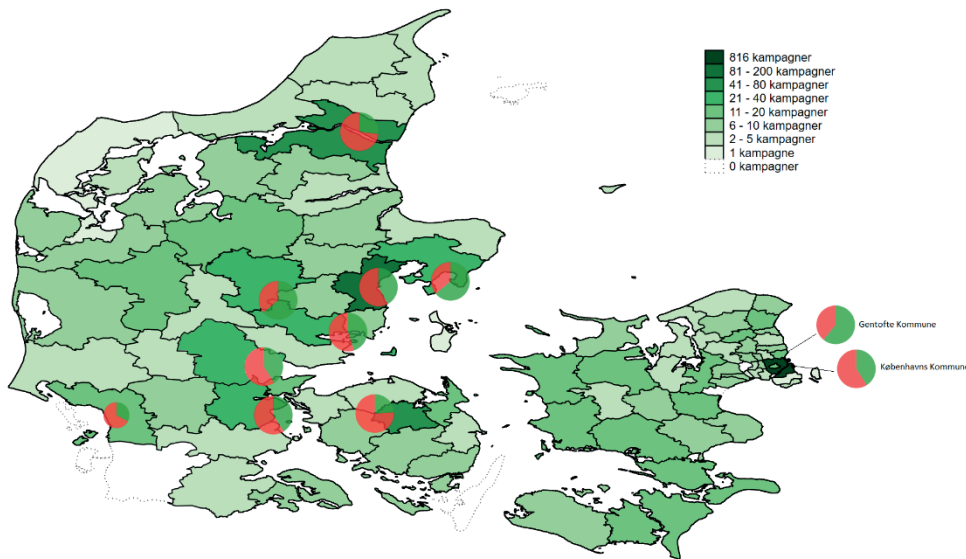 816 kampagner
81 - 200 kampagner
41 - 80 kampagner
21 - 40 kampagner
11 - 20 kampagner
6 - 10 kampagner
2 - 5 kampagner
1 kampagne
0 kampagner
Gentofte Kommune
Københavns Kommune